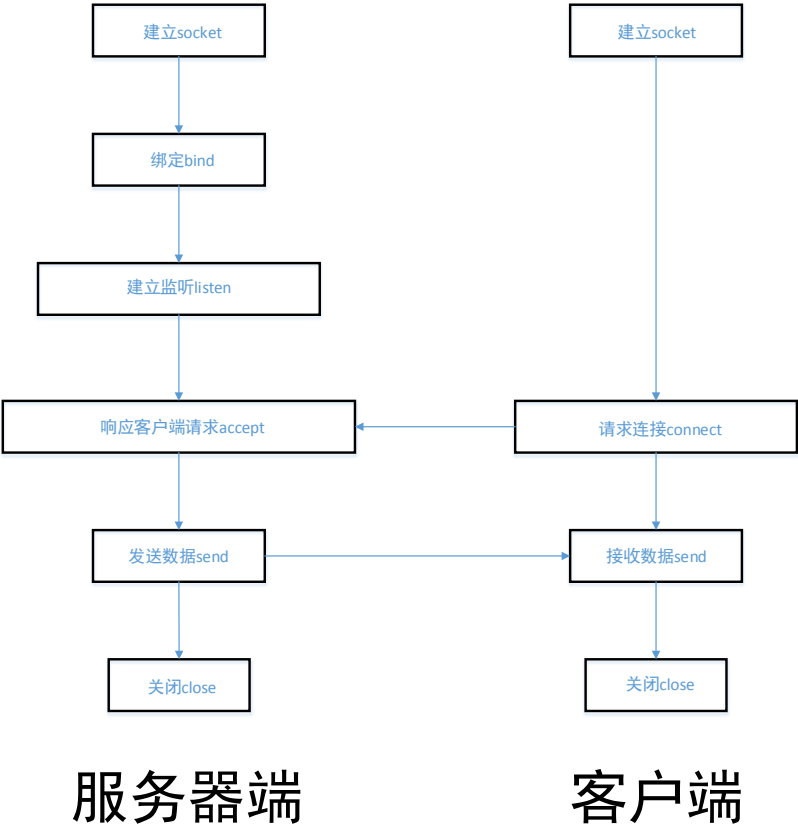 建立socket
建立socket
绑定bind
建立监听listen
响应客户端请求accept
请求连接connect
发送数据send
接收数据send
关闭close
关闭close
服务器端
客户端